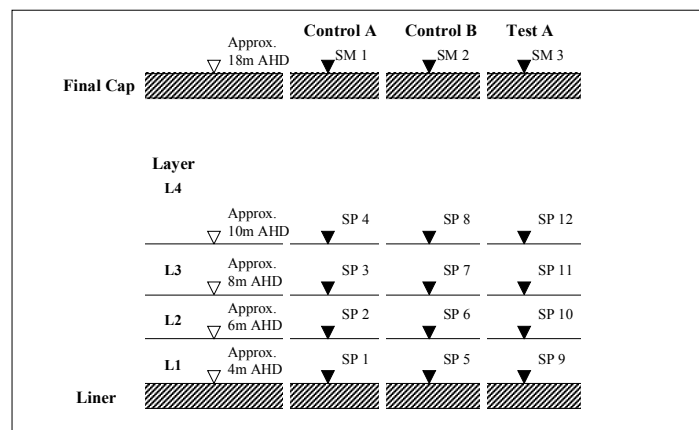 Control A Control B Test A
Approx. SM 1 SM 2 SM 3
18m AHD
Final Cap
Layer
L4
Approx. SP 4 SP 8 SP 12
10m AHD
L3 Approx. SP 3 SP 7 SP 11
8m AHD
L2 Approx. SP 2 SP 6 SP 10
6m AHD
L1 Approx. SP 1 SP 5 SP 9
4m AHD
Liner